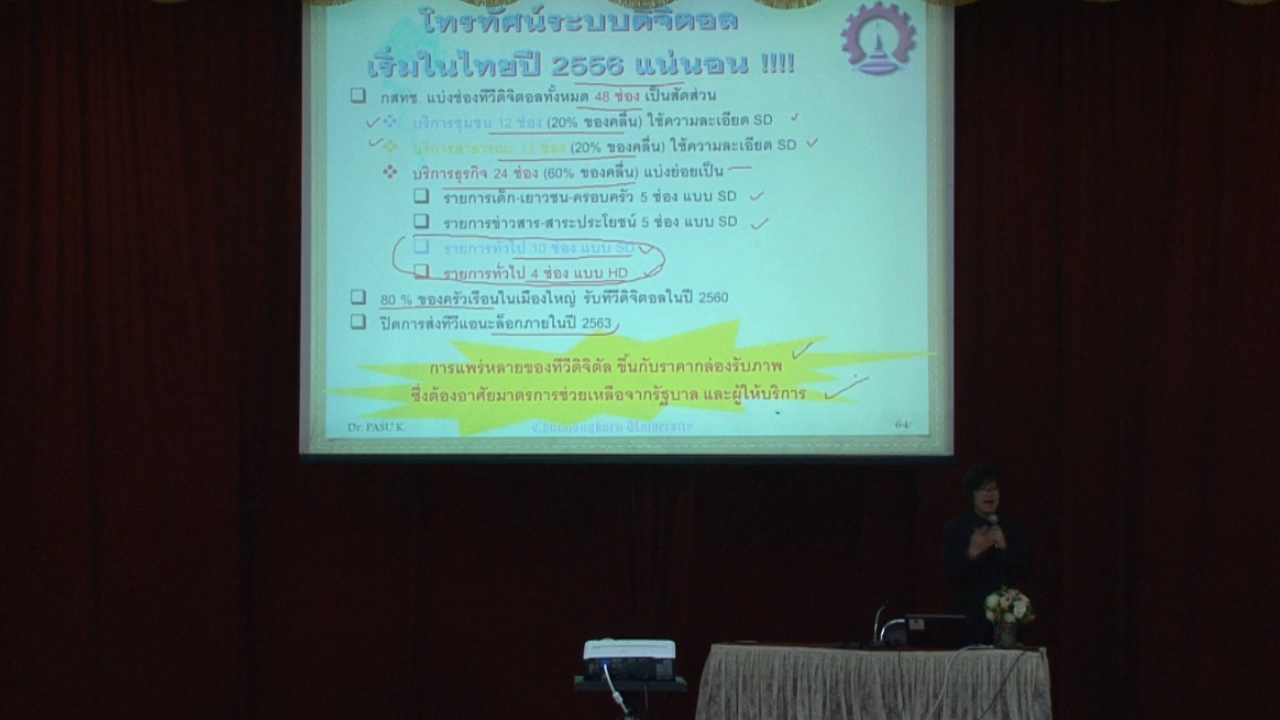 โทรทัศน์ระบบดิจิตอล
เริ่มในไทยปี 2556 แน่นอน !!!!
กสทช. แบ่งช่องทีวีดิจิตอลทั้งหมด 48 ช่อง เป็นสัดส่วน
บริการชุมชน 12 ช่อง (20% ของคลื่น) ใช้ความละเอียด SD
บริการสาธารณะ 12 ช่อง (20% ของคลื่น) ใช้ความละเอียด SD
บริการธุรกิจ 24 ช่อง (60% ของคลื่น) แบ่งย่อยเป็น
รายการเด็ก-เยาวชน-ครอบครัว 5 ช่อง แบบ SD
รายการข่าวสาร-สาระประโยชน์ 5 ช่อง แบบ SD
รายการทั่วไป 10 ช่อง แบบ SD
รายการทั่วไป 4 ช่อง แบบ HD
80 % ของครัวเรือนในเมืองใหญ่ รับทีวีดิจิตอลในปี 2560
ปิดการส่งทีวีแอนะล็อกภายในปี 2563
การแพร่หลายของทีวีดิจิตัล ขึ้นกับราคากล่องรับภาพ
ซึ่งต้องอาศัยมาตรการช่วยเหลือจากรัฐบาล และผู้ให้บริการ
Dr. PASU K. Chulalongkorn University 64